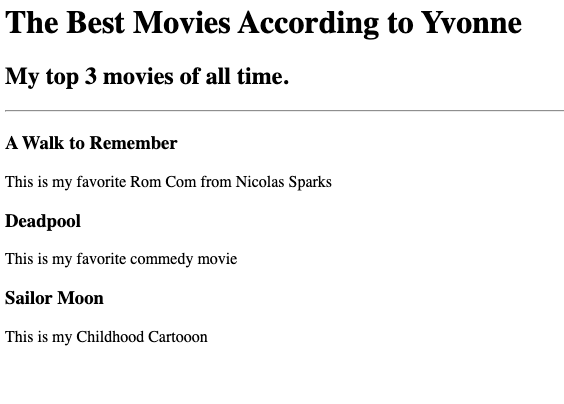 The Best Movies According to Yvonne
My top 3 movies of all time.
A Walk to Remember
This is my favorite Rom Com from Nicolas Sparks
Deadpool
This is my favorite commedy movie
Sailor Moon
This is my Childhood Cartooon